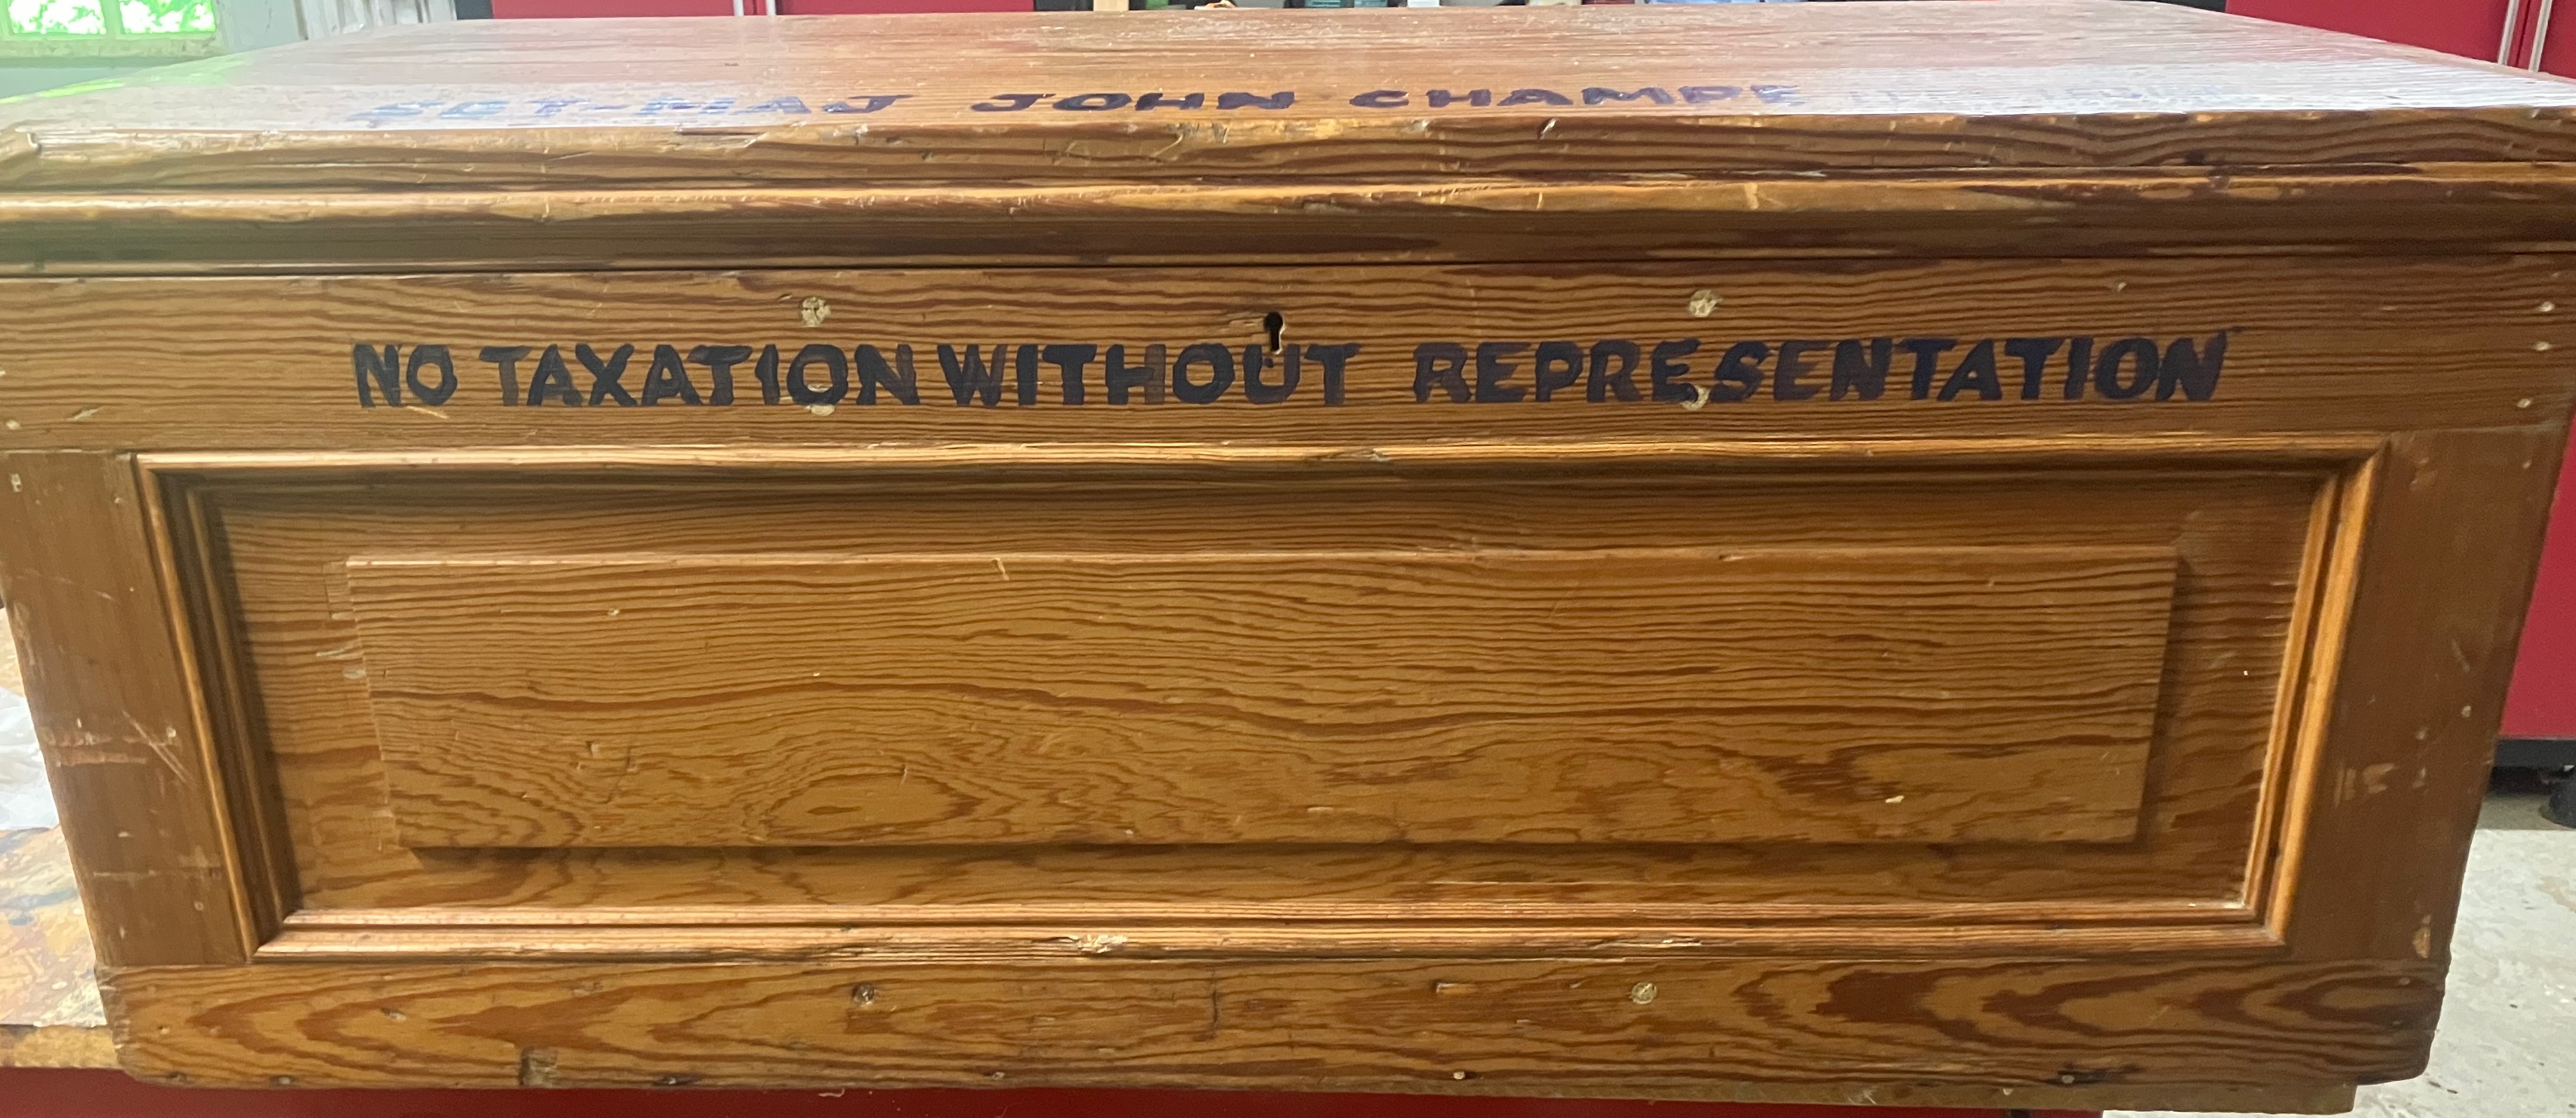 SGT-MAJ JOHN CHAMPE
NO TAXATION WITHOUT REPRESENTATION